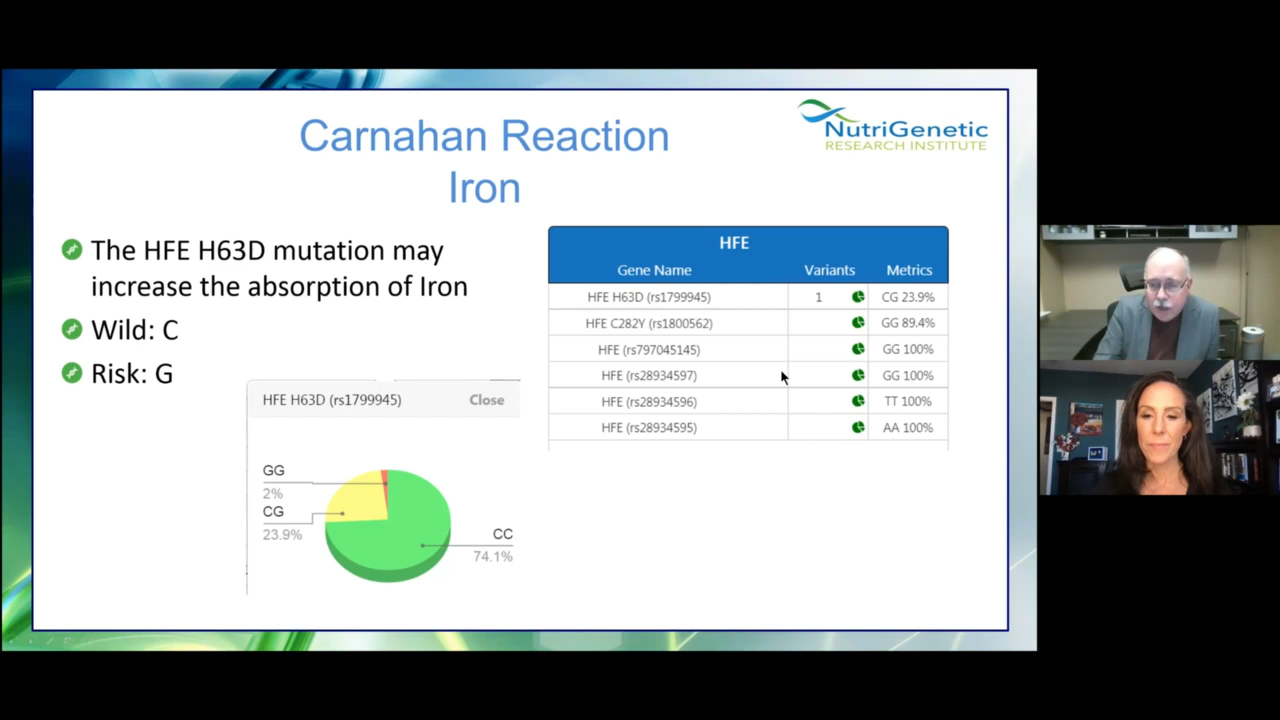 Carnahan Reaction
Iron
NutriGenetic
RESEARCH INSTITUTE
The HFE H63D mutation may
increase the absorption of Iron
Wild: C
Risk: G
HFE
Gene Name Variants Metrics
HFE H63D (rs1799945) 1 CG 23.9%
HFE C282Y (rs1800562) GG 89.4%
HFE (rs797045145) GG 100%
HFE (rs28934597) GG 100%
HFE (rs28934596) TT 100%
HFE (rs28934595) AA 100%
HFE H63D (rs1799945) Close
GG
2%
CG
23.9%
CC
74.1%